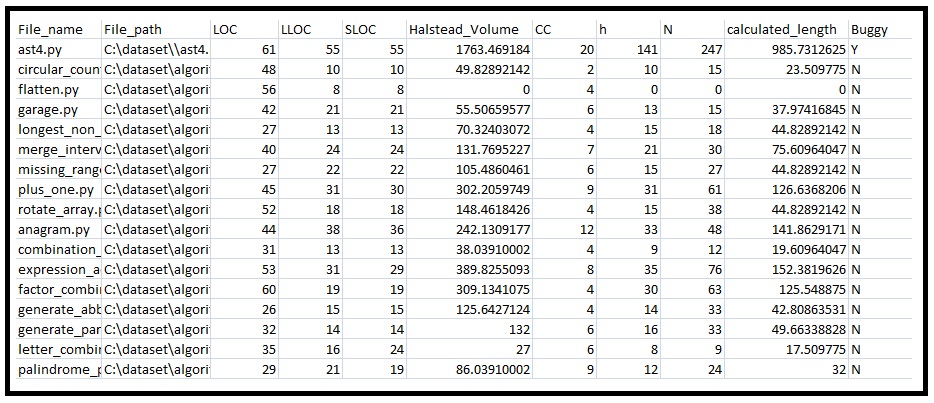 File_name File_path LOC LLOC SLOC Halstead_Volume CC h N calculated_length Buggy
ast4.py C:\dataset\\ast4. 61 55 55 1763.469184 20 141 247 985.7312625 Y
circular_coun C:\dataset\algori 48 10 10 49.82892142 2 10 15 23.509775 N
flatten.py C:\dataset\algori 56 8 8 0 4 0 0 0 N
garage.py C:\dataset\algori 42 21 21 55.50659577 6 13 15 37.97416845 N
longest_non_ C:\dataset\algori 27 13 13 70.32403072 4 15 18 44.82892142 N
merge_interv C:\dataset\algori 40 24 24 131.7695227 7 21 30 75.60964047 N
missing_rang C:\dataset\algori 27 22 22 105.4860461 6 15 27 44.82892142 N
plus_one.py C:\dataset\algori 45 31 30 302.2059749 9 31 61 126.6368206 N
rotate_array.p C:\dataset\algori 52 18 18 148.4618426 4 15 38 44.82892142 N
anagram.py C:\dataset\algori 44 38 36 242.1309177 12 33 48 141.8629171 N
combination_ C:\dataset\algori 31 13 13 38.03910002 4 9 12 19.60964047 N
expression_a C:\dataset\algori 53 31 29 389.8255093 8 35 76 152.3819626 N
factor_combi C:\dataset\algori 60 19 19 309.1341075 4 30 63 125.548875 N
generate_abb C:\dataset\algori 26 15 15 125.6427124 4 14 33 42.80863531 N
generate_par C:\dataset\algori 32 14 14 132 6 16 33 49.66338828 N
letter_combi C:\dataset\algori 35 16 24 27 6 8 9 17.509775 N
palindrome_p C:\dataset\algori 29 21 19 86.03910002 9 12 24 32 N